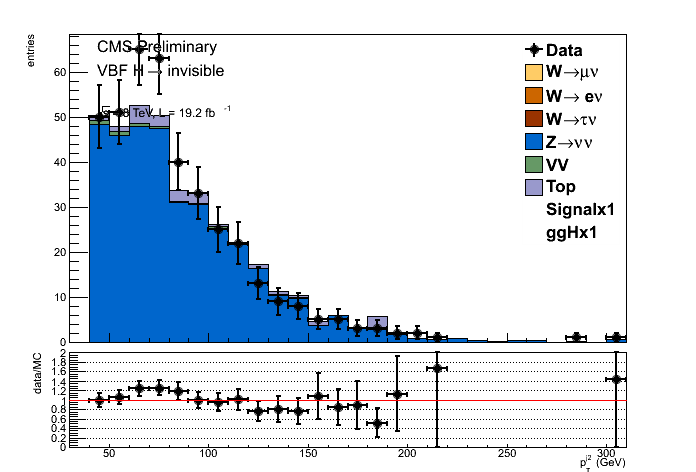 entries
CMS Preliminary
VBF H → invisible
√s = 8 TeV, L = 19.2 fb⁻¹
Data
W→μν
W→ eν
W→τν
Z→νν
VV
Top
Signalx1
ggHx1
60
50
40
30
20
10
0
data/MC
2
1.8
1.6
1.4
1.2
1
0.8
0.6
0.4
0.2
0
50 100 150 200 250 300
p_T^j2 (GeV)